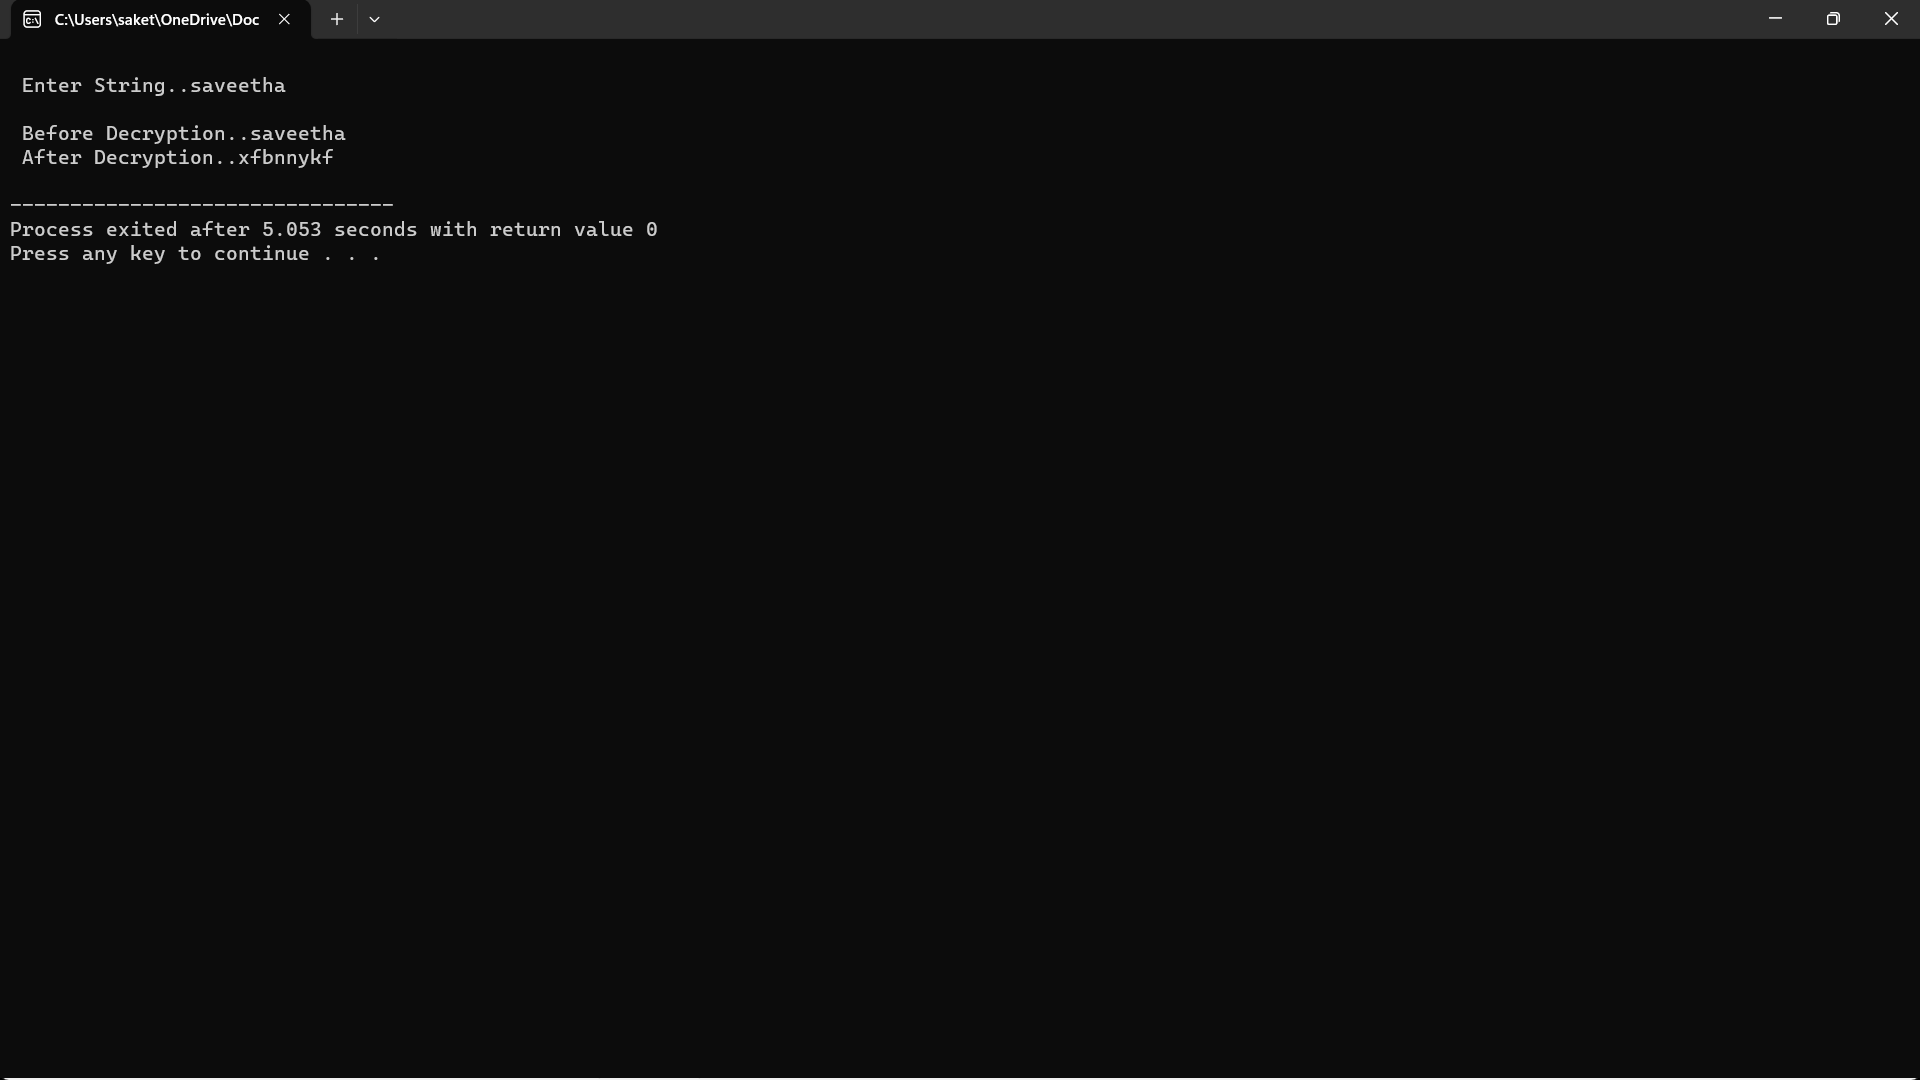 C:\Users\saket\OneDrive\Doc
Enter String..saveetha
Before Decryption..saveetha
After Decryption..xfbnnykf
--------------------------------
Process exited after 5.053 seconds with return value 0
Press any key to continue . . .